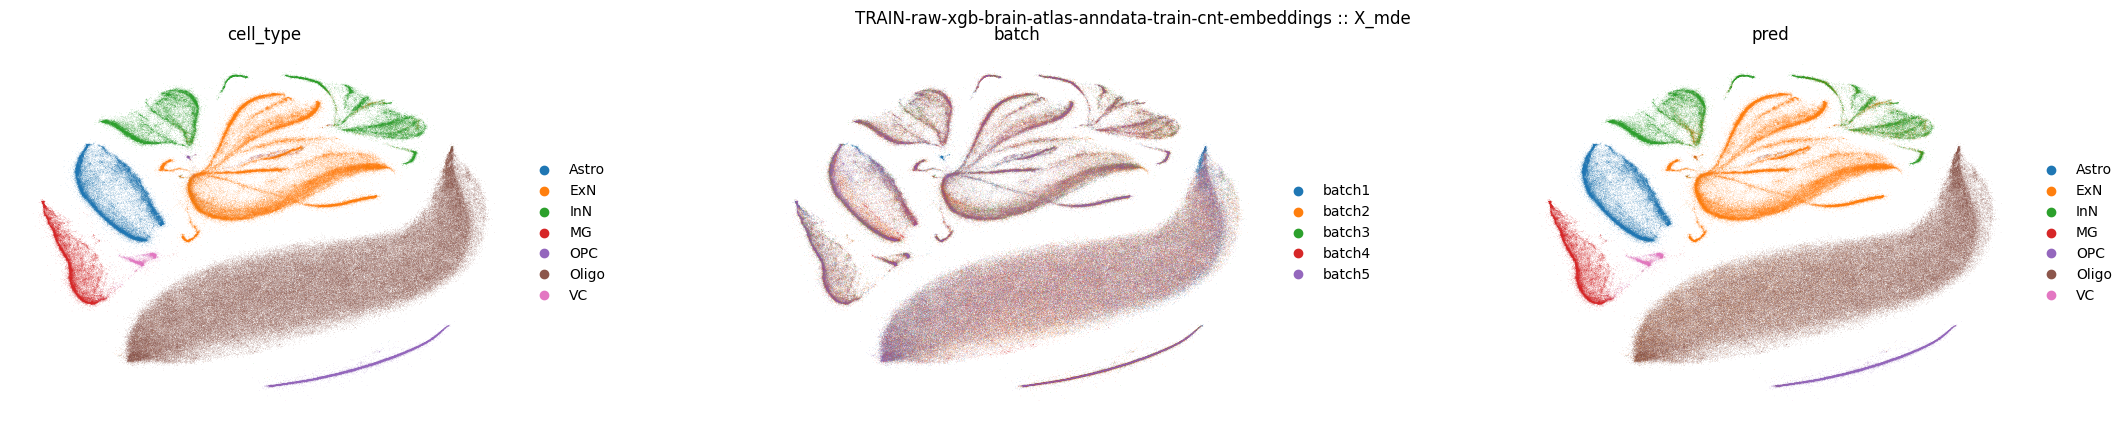 TRAIN-raw-xgb-brain-atlas-anndata-train-cnt-embeddings :: X_mde
cell_type
Astro
ExN
InN
MG
OPC
Oligo
VC
batch
batch1
batch2
batch3
batch4
batch5
pred
Astro
ExN
InN
MG
OPC
Oligo
VC